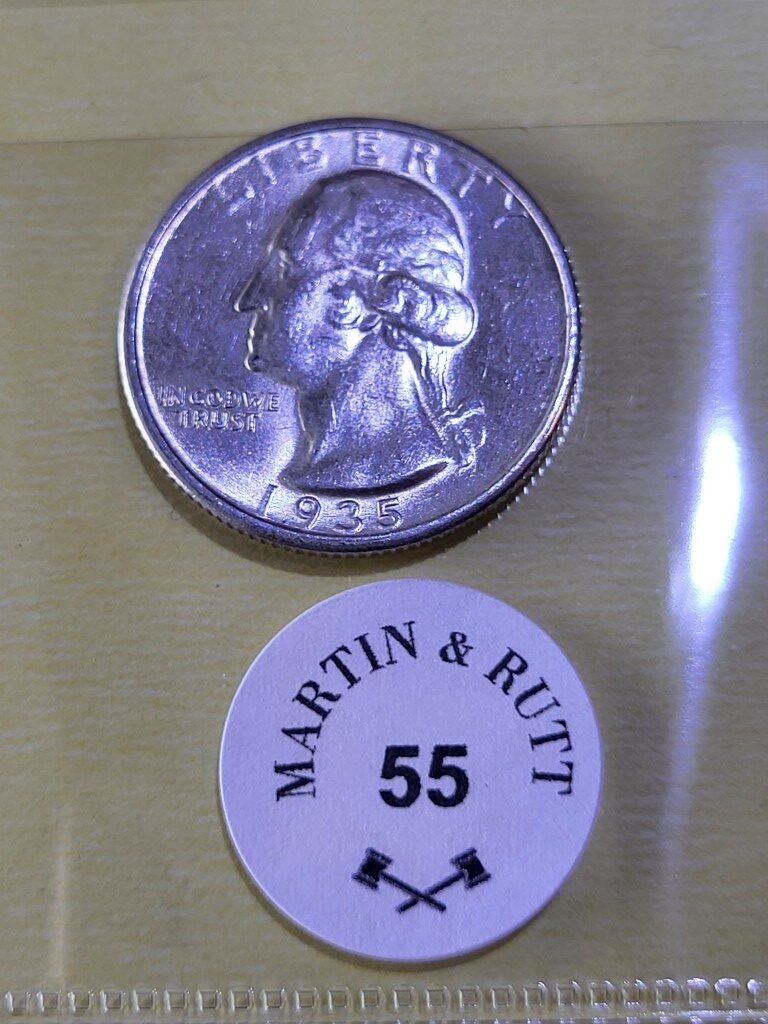 LIBERTY
IN GOD WE
TRUST
1935
MARTIN & RUTT
55